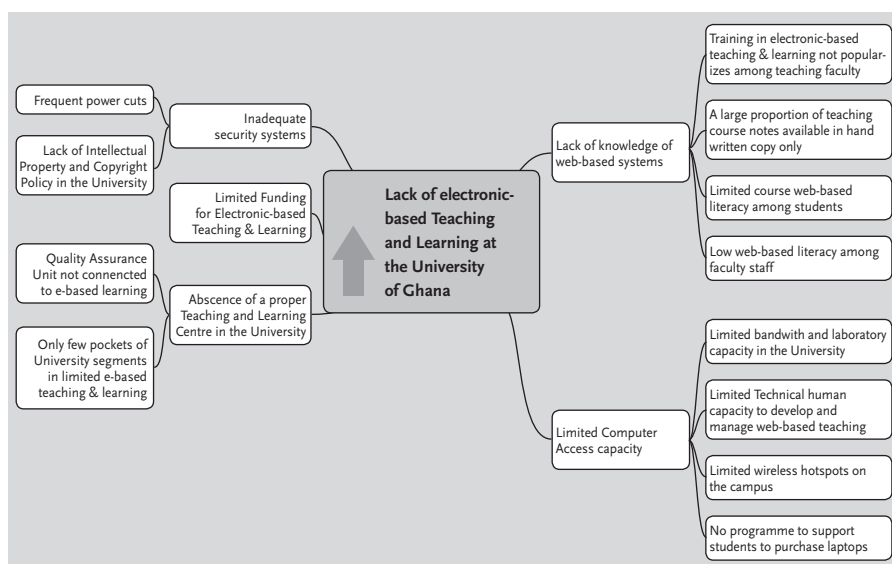 Frequent power cuts
Lack of Intellectual
Property and Copyright
Policy in the University
Inadequate
security systems
Limited Funding
for Electronic-based
Teaching & Learning
Quality Assurance
Unit not connencted
to e-based learning
Only few pockets of
University segments
in limited e-based
teaching & learning
Abscence of a proper
Teaching and Learning
Centre in the University
Lack of electronic-
based Teaching
and Learning at
the University
of Ghana
Lack of knowledge of
web-based systems
Training in electronic-based
teaching & learning not popular-
izes among teaching faculty
A large proportion of teaching
course notes available in hand
written copy only
Limited course web-based
literacy among students
Low web-based literacy among
faculty staff
Limited Computer
Access capacity
Limited bandwith and laboratory
capacity in the University
Limited Technical human
capacity to develop and
manage web-based teaching
Limited wireless hotspots on
the campus
No programme to support
students to purchase laptops